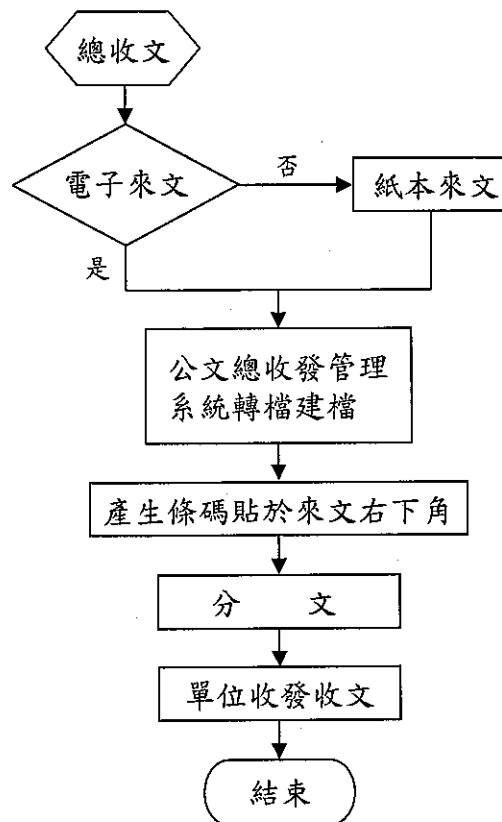 總收文
電子來文
否
紙本來文
是
公文總收發管理
系統轉檔建檔
產生條碼貼於來文右下角
分 文
單位收發收文
結束